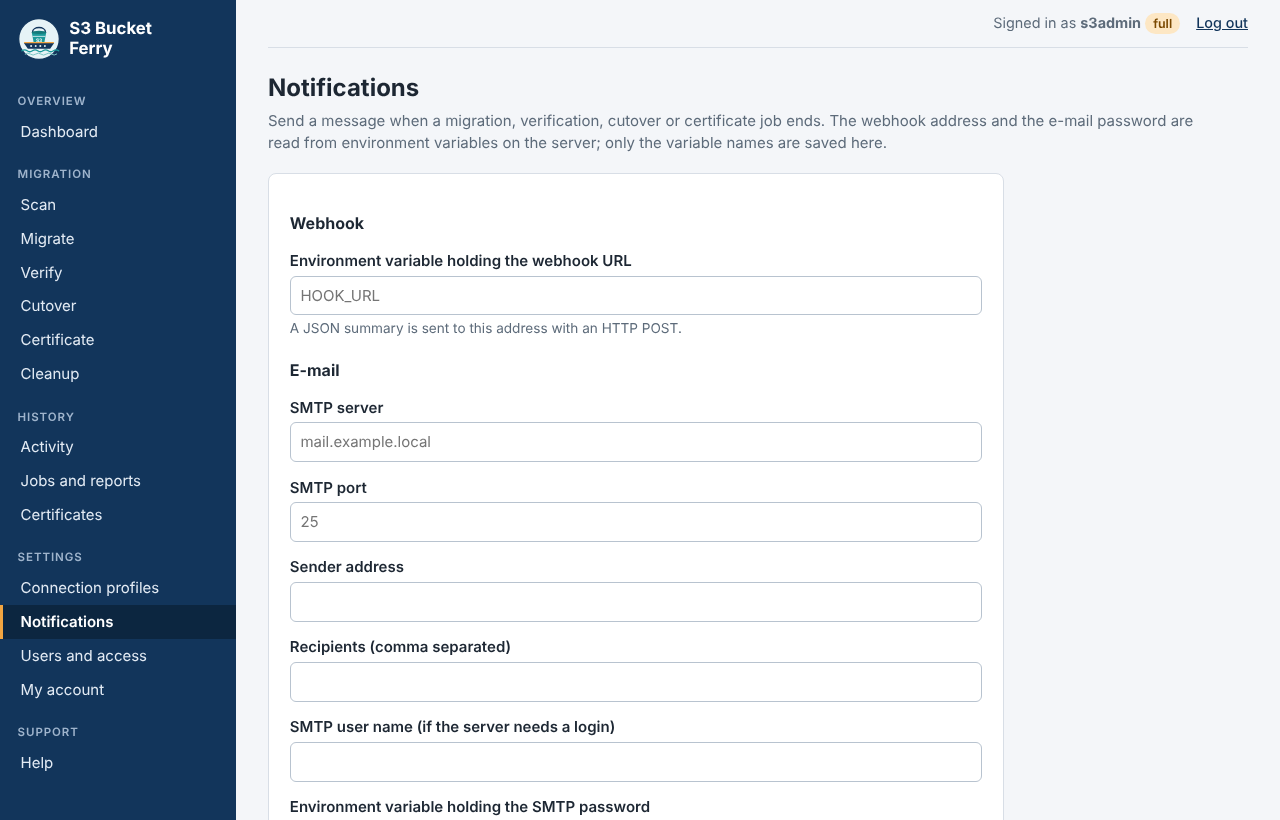 S3 Bucket
Ferry
OVERVIEW
Dashboard
MIGRATION
Scan
Migrate
Verify
Cutover
Certificate
Cleanup
HISTORY
Activity
Jobs and reports
Certificates
SETTINGS
Connection profiles
Notifications
Users and access
My account
SUPPORT
Help
Signed in as s3admin full Log out
Notifications
Send a message when a migration, verification, cutover or certificate job ends. The webhook address and the e-mail password are
read from environment variables on the server; only the variable names are saved here.
Webhook
Environment variable holding the webhook URL
HOOK_URL
A JSON summary is sent to this address with an HTTP POST.
E-mail
SMTP server
mail.example.local
SMTP port
25
Sender address
Recipients (comma separated)
SMTP user name (if the server needs a login)
Environment variable holding the SMTP password